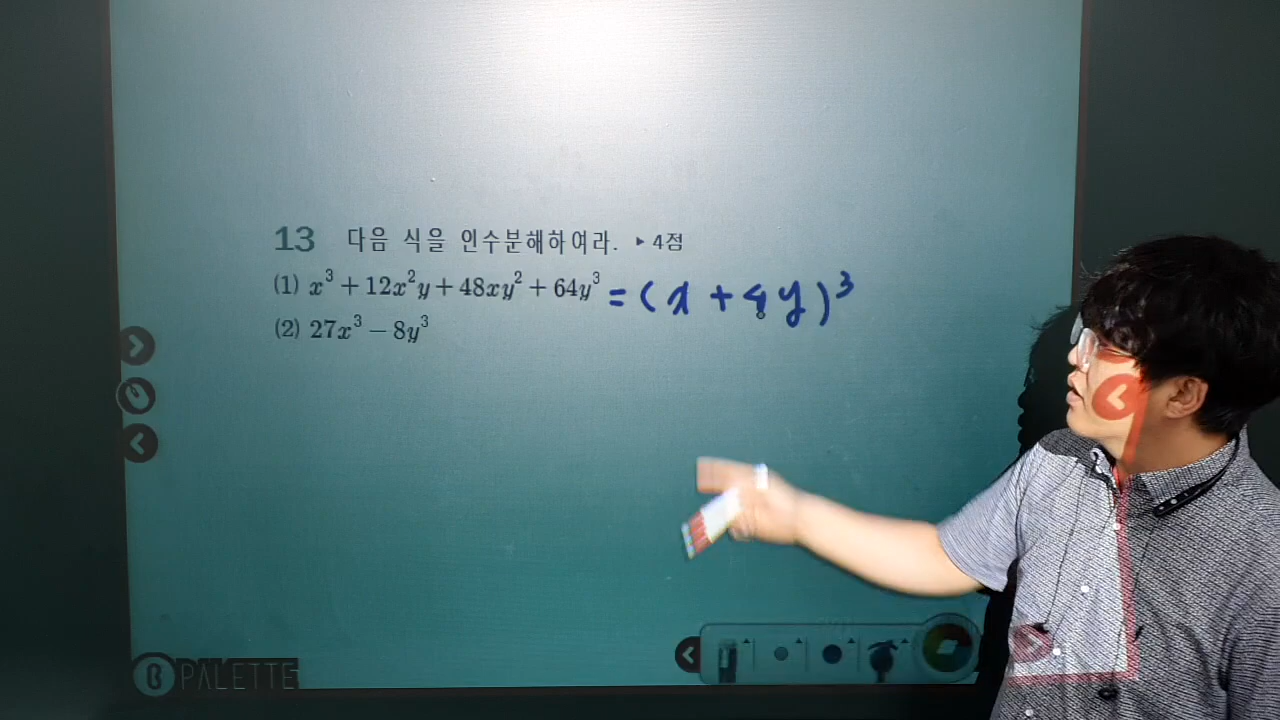 13 다음 식을 인수분해하여라. ▸4점
(1) x³ + 12x²y + 48xy² + 64y³ = (x + 4y)³
(2) 27x³ − 8y³
PALETTE